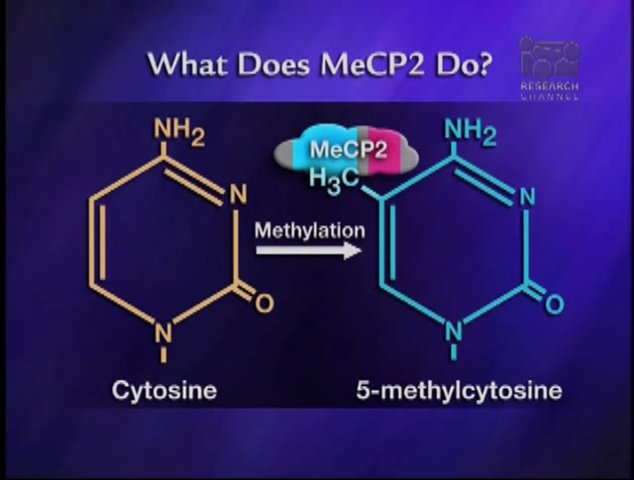 What Does MeCP2 Do?
RESEARCH
CHANNEL
NH2
N
O
N
Cytosine
Methylation
MeCP2
H3C
NH2
N
O
N
5-methylcytosine